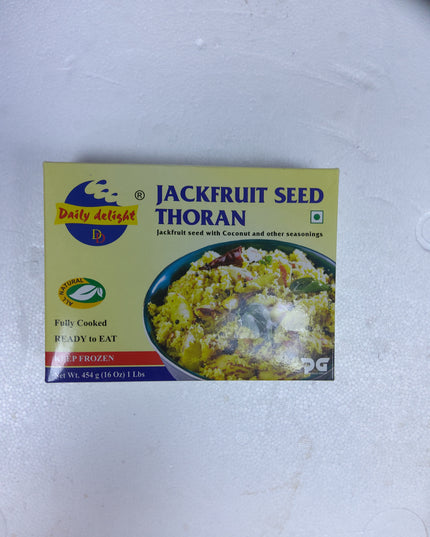 Daily delight
®
DD
JACKFRUIT SEED
THORAN
Jackfruit seed with Coconut and other seasonings
ALL NATURAL
Fully Cooked
READY to EAT
KEEP FROZEN
Net Wt. 454 g (16 Oz) 1 Lbs
PG